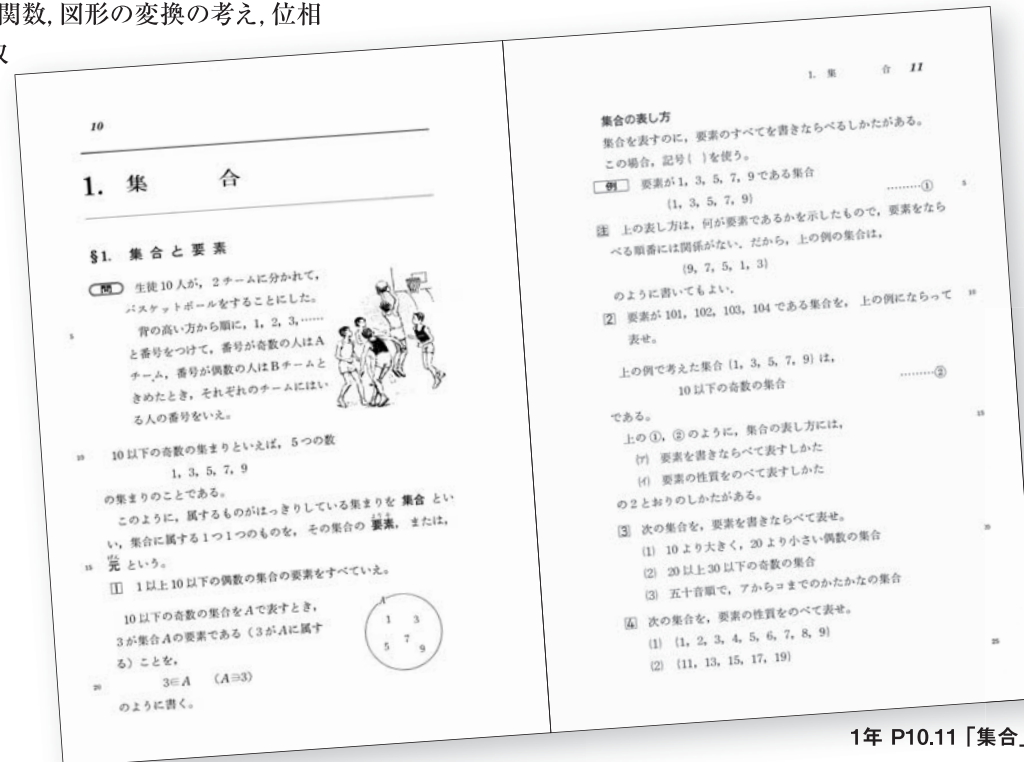 関数, 図形の変換の考え, 位相
10
1. 集 合
§1. 集合と要素
問 生徒10人が, 2チームに分かれて,
バスケットボールをすることにした。
5 背の高い方から順に, 1, 2, 3, ……
と番号をつけて, 番号が奇数の人はA
チーム, 番号が偶数の人はBチームと
きめたとき, それぞれのチームにはい
る人の番号をいえ。
10 10以下の奇数の集まりといえば, 5つの数
1, 3, 5, 7, 9
の集まりのことである。
このように, 属するものがはっきりしている集まりを 集合 とい
い, 集合に属する1つ1つのものを, その集合の 要素, または,
15 元 という。
1 1以上10以下の偶数の集合の要素をすべていえ。
10以下の奇数の集合をAで表すとき,
3が集合Aの要素である(3がAに属す
る)ことを,
20 3∈A (A∋3)
のように書く。
A
1 3
5 7 9
1. 集 合 11
集合の表し方
集合を表すのに, 要素のすべてを書きならべるしかたがある。
この場合, 記号{ }を使う。
例 要素が1, 3, 5, 7, 9である集合
{1, 3, 5, 7, 9} ………① 5
注 上の表し方は, 何が要素であるかを示したもので, 要素をなら
べる順番には関係がない. だから, 上の例の集合は,
{9, 7, 5, 1, 3}
のように書いてもよい.
2 要素が101, 102, 103, 104である集合を, 上の例にならって 10
表せ。
上の例で考えた集合{1, 3, 5, 7, 9}は,
10以下の奇数の集合 ………②
である。
上の①, ②のように, 集合の表し方には, 15
(ア) 要素を書きならべて表すしかた
(イ) 要素の性質をのべて表すしかた
の2とおりのしかたがある。
3 次の集合を, 要素を書きならべて表せ。
(1) 10より大きく, 20より小さい偶数の集合 20
(2) 20以上30以下の奇数の集合
(3) 五十音順で, アからコまでのかたかなの集合
4 次の集合を, 要素の性質をのべて表せ。
(1) {1, 2, 3, 4, 5, 6, 7, 8, 9}
(2) {11, 13, 15, 17, 19} 25
1年 P10.11「集合」